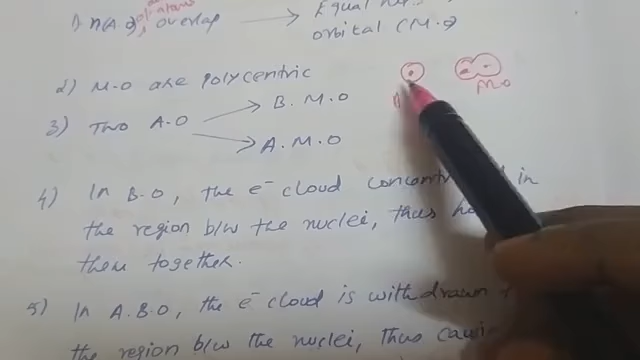 1) n(A.O), overlap → Equal
of atoms
orbital (M.O)
2) M.O are polycentric
M.O
3) Two A.O → B.M.O
→ A.M.O
4) In B.O, the e⁻ cloud in
the region b/w the nuclei, thus
them together.
5) In A.B.O, the e⁻ cloud is withdrawn
the region b/w the nuclei, thus